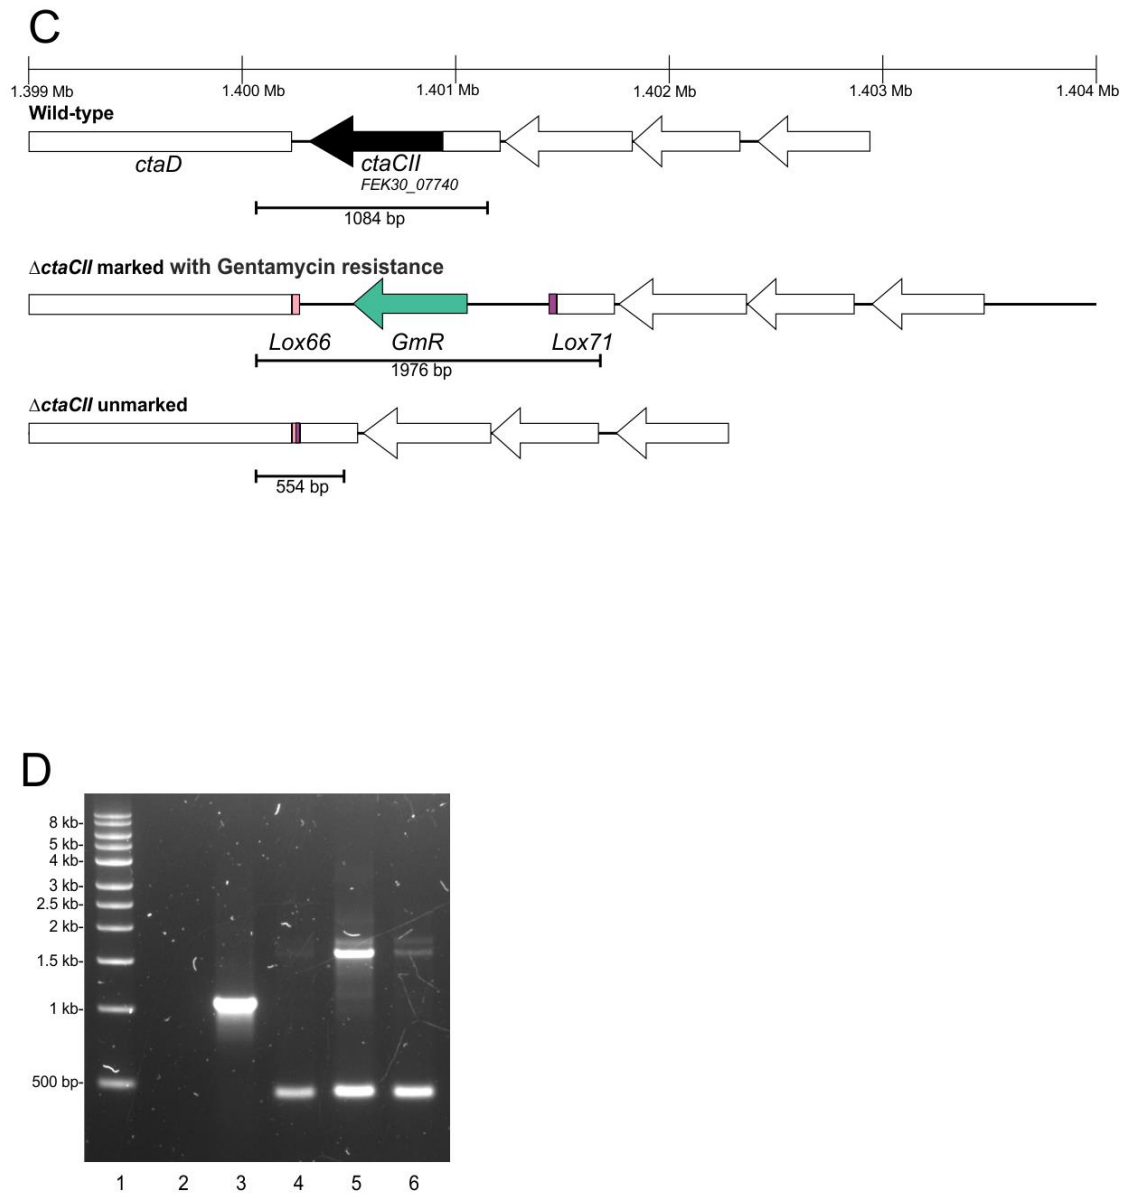 C
1.399 Mb 1.400 Mb 1.401 Mb 1.402 Mb 1.403 Mb 1.404 Mb
Wild-type
ctaD
ctaCII
FEK30_07740
1084 bp
ΔctaCII marked with Gentamycin resistance
Lox66 GmR Lox71
1976 bp
ΔctaCII unmarked
554 bp
D
8 kb-
5 kb-
4 kb-
3 kb-
2.5 kb-
2 kb-
1.5 kb-
1 kb-
500 bp-
1 2 3 4 5 6